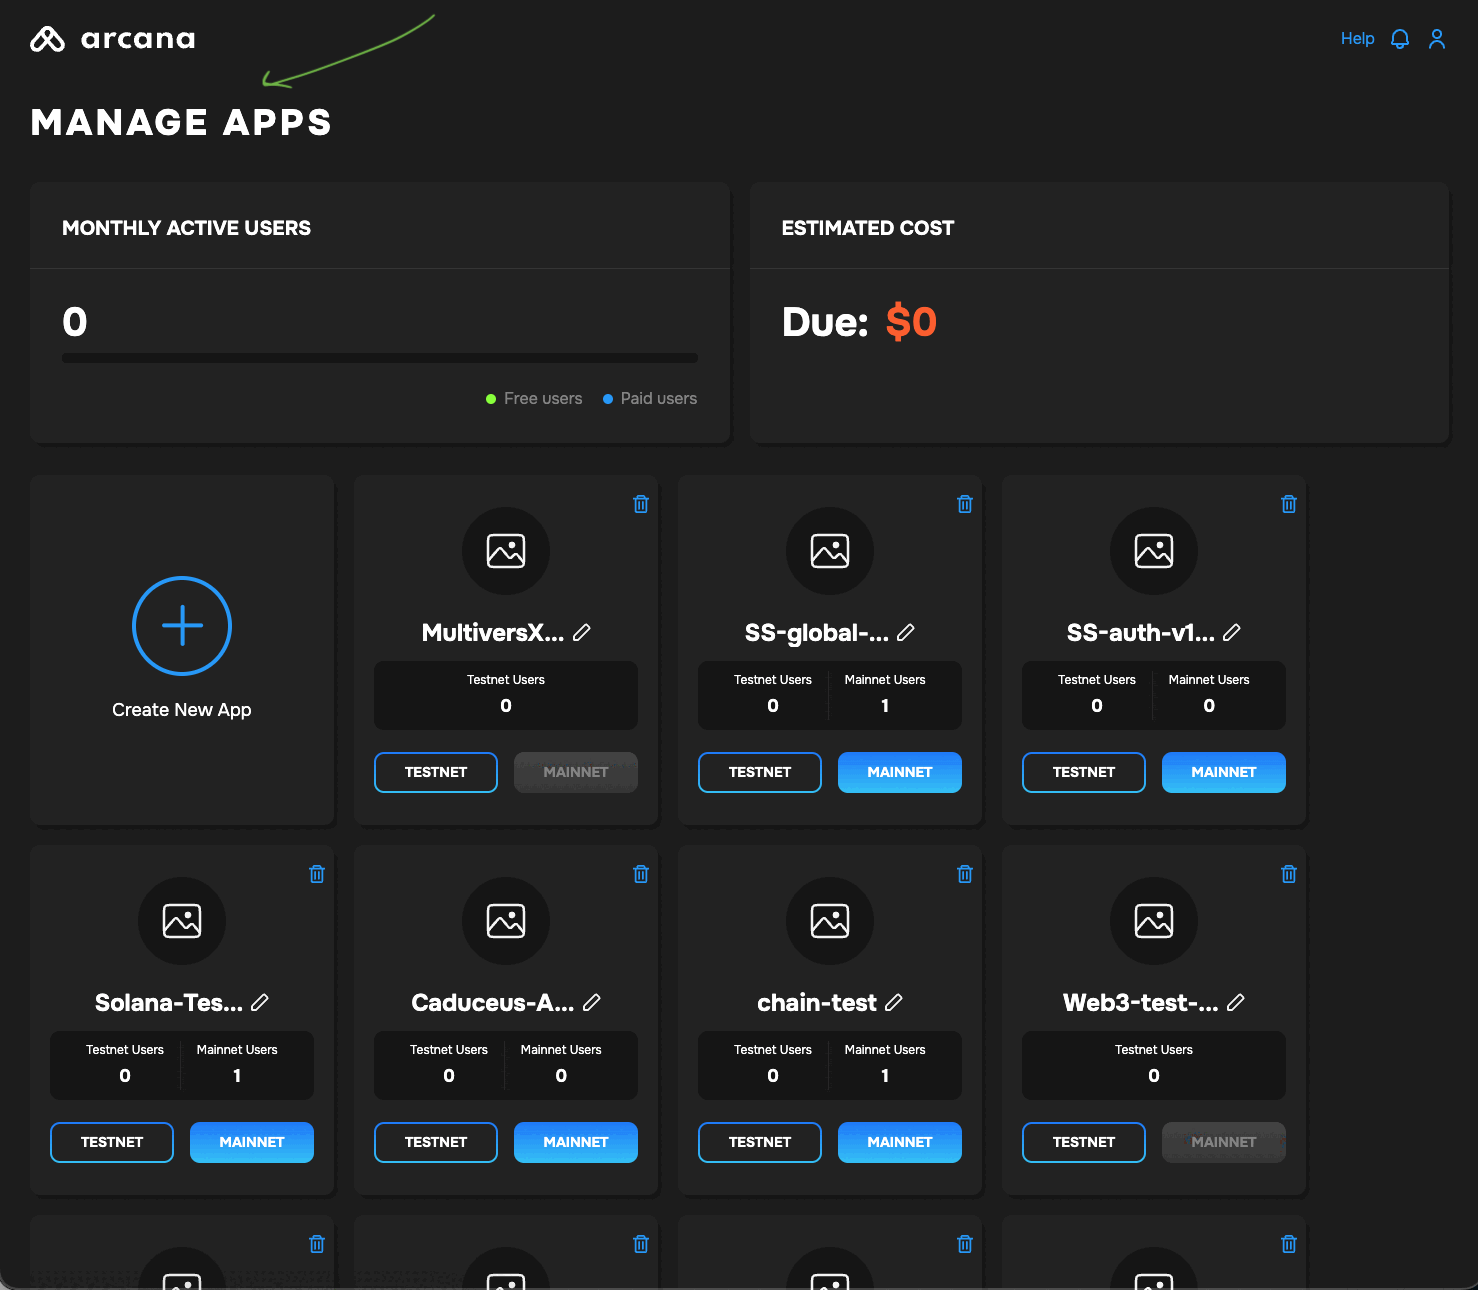 arcana
Help
MANAGE APPS
MONTHLY ACTIVE USERS
ESTIMATED COST
0
Due: $0
Free users
Paid users
Create New App
MultiversX...
Testnet Users
0
TESTNET
MAINNET
SS-global-...
Testnet Users
Mainnet Users
0
1
TESTNET
MAINNET
SS-auth-v1...
Testnet Users
Mainnet Users
0
0
TESTNET
MAINNET
Solana-Tes...
Testnet Users
Mainnet Users
0
1
TESTNET
MAINNET
Caduceus-A...
Testnet Users
Mainnet Users
0
0
TESTNET
MAINNET
chain-test
Testnet Users
Mainnet Users
0
1
TESTNET
MAINNET
Web3-test-...
Testnet Users
0
TESTNET
MAINNET